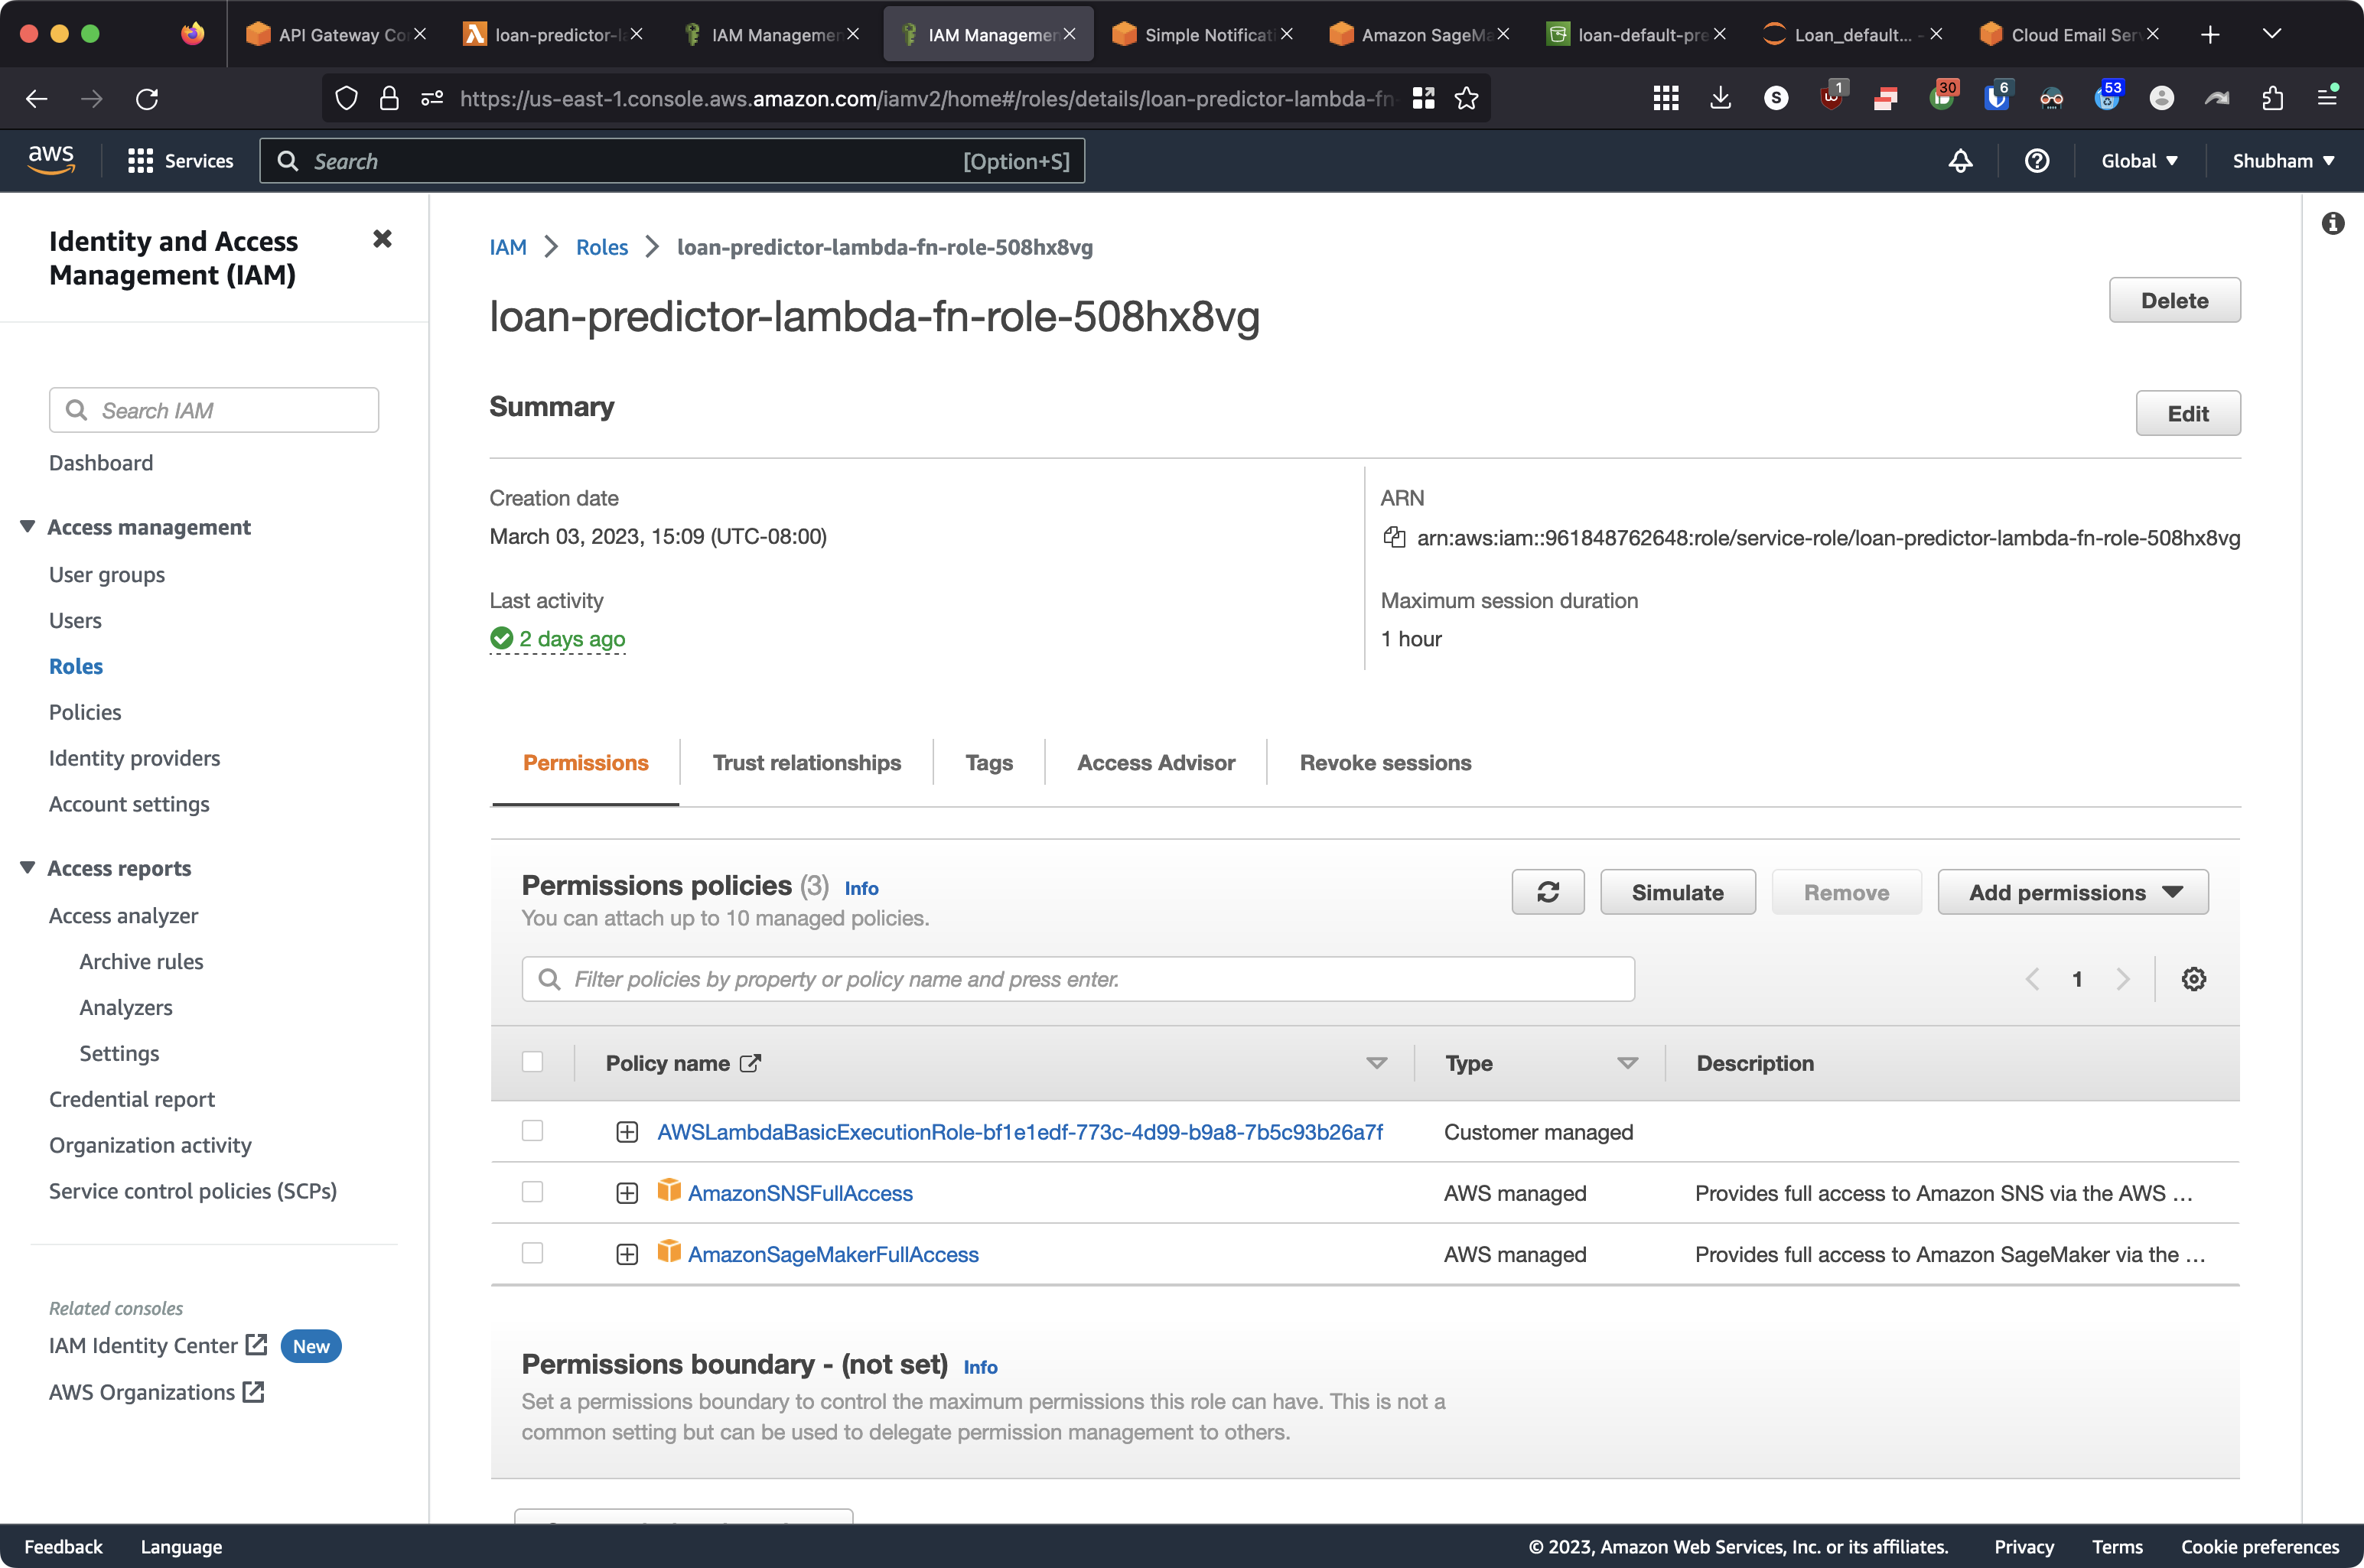 API Gateway Co
loan-predictor-l
IAM Managemen
IAM Managemen
Simple Notificati
Amazon SageMa
loan-default-pre
Loan_default... -
Cloud Email Ser
https://us-east-1.console.aws.amazon.com/iamv2/home#/roles/details/loan-predictor-lambda-fn-
S
1
30
6
53
aws
Services
Search
[Option+S]
Global
Shubham
Identity and Access
Management (IAM)
Search IAM
Dashboard
Access management
User groups
Users
Roles
Policies
Identity providers
Account settings
Access reports
Access analyzer
Archive rules
Analyzers
Settings
Credential report
Organization activity
Service control policies (SCPs)
Related consoles
IAM Identity Center New
AWS Organizations
IAM > Roles > loan-predictor-lambda-fn-role-508hx8vg
loan-predictor-lambda-fn-role-508hx8vg
Delete
Summary
Edit
Creation date
March 03, 2023, 15:09 (UTC-08:00)
ARN
arn:aws:iam::961848762648:role/service-role/loan-predictor-lambda-fn-role-508hx8vg
Last activity
2 days ago
Maximum session duration
1 hour
Permissions
Trust relationships
Tags
Access Advisor
Revoke sessions
Permissions policies (3) Info
You can attach up to 10 managed policies.
Simulate
Remove
Add permissions
Filter policies by property or policy name and press enter.
1
Policy name
Type
Description
AWSLambdaBasicExecutionRole-bf1e1edf-773c-4d99-b9a8-7b5c93b26a7f Customer managed
AmazonSNSFullAccess AWS managed Provides full access to Amazon SNS via the AWS ...
AmazonSageMakerFullAccess AWS managed Provides full access to Amazon SageMaker via the ...
Permissions boundary - (not set) Info
Set a permissions boundary to control the maximum permissions this role can have. This is not a
common setting but can be used to delegate permission management to others.
Feedback
Language
© 2023, Amazon Web Services, Inc. or its affiliates.
Privacy
Terms
Cookie preferences